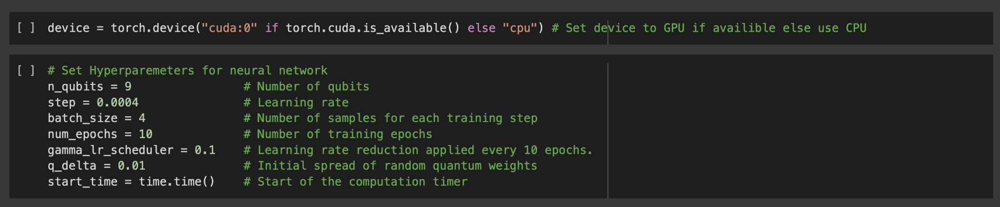 [ ] device = torch.device("cuda:0" if torch.cuda.is_available() else "cpu") # Set device to GPU if availible else use CPU
[ ] # Set Hyperparemeters for neural network
n_qubits = 9 # Number of qubits
step = 0.0004 # Learning rate
batch_size = 4 # Number of samples for each training step
num_epochs = 10 # Number of training epochs
gamma_lr_scheduler = 0.1 # Learning rate reduction applied every 10 epochs.
q_delta = 0.01 # Initial spread of random quantum weights
start_time = time.time() # Start of the computation timer